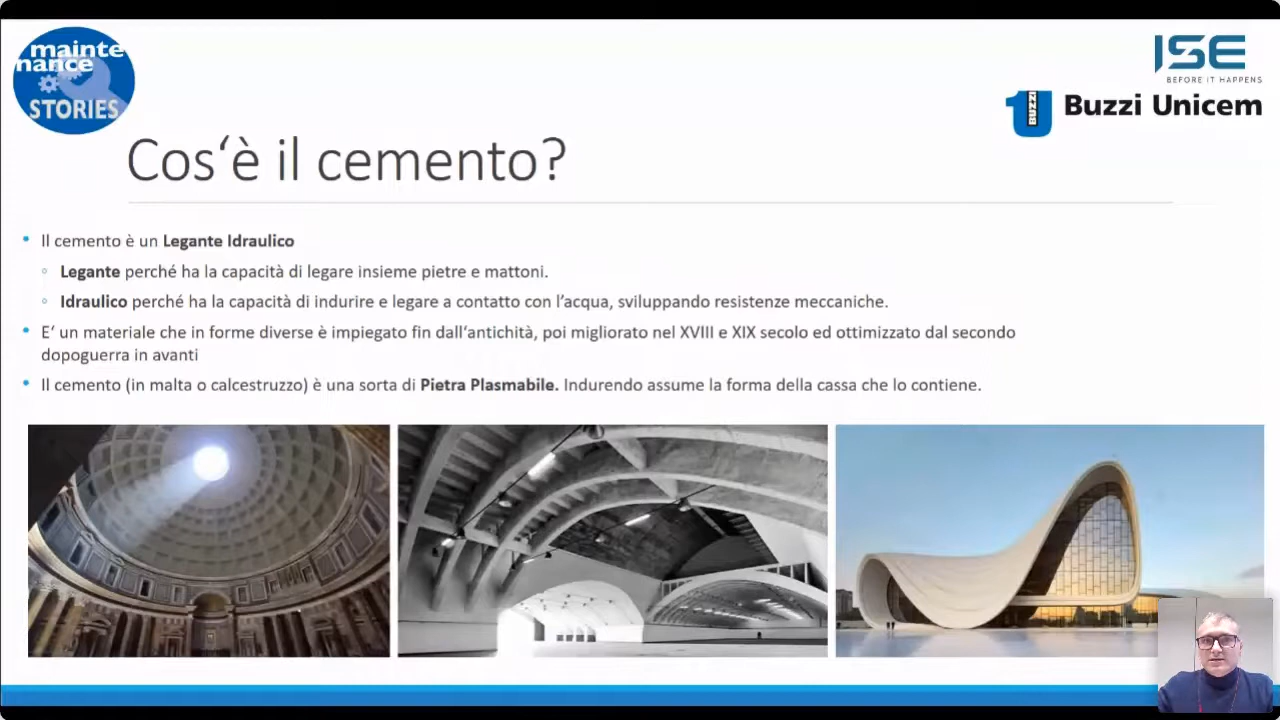 mainte
nance
STORIES
ISE
BEFORE IT HAPPENS
BUZZI
Buzzi Unicem
Cos‘è il cemento?
• Il cemento è un Legante Idraulico
◦ Legante perché ha la capacità di legare insieme pietre e mattoni.
◦ Idraulico perché ha la capacità di indurire e legare a contatto con l’acqua, sviluppando resistenze meccaniche.
• E‘ un materiale che in forme diverse è impiegato fin dall‘antichità, poi migliorato nel XVIII e XIX secolo ed ottimizzato dal secondo
dopoguerra in avanti
• Il cemento (in malta o calcestruzzo) è una sorta di Pietra Plasmabile. Indurendo assume la forma della cassa che lo contiene.